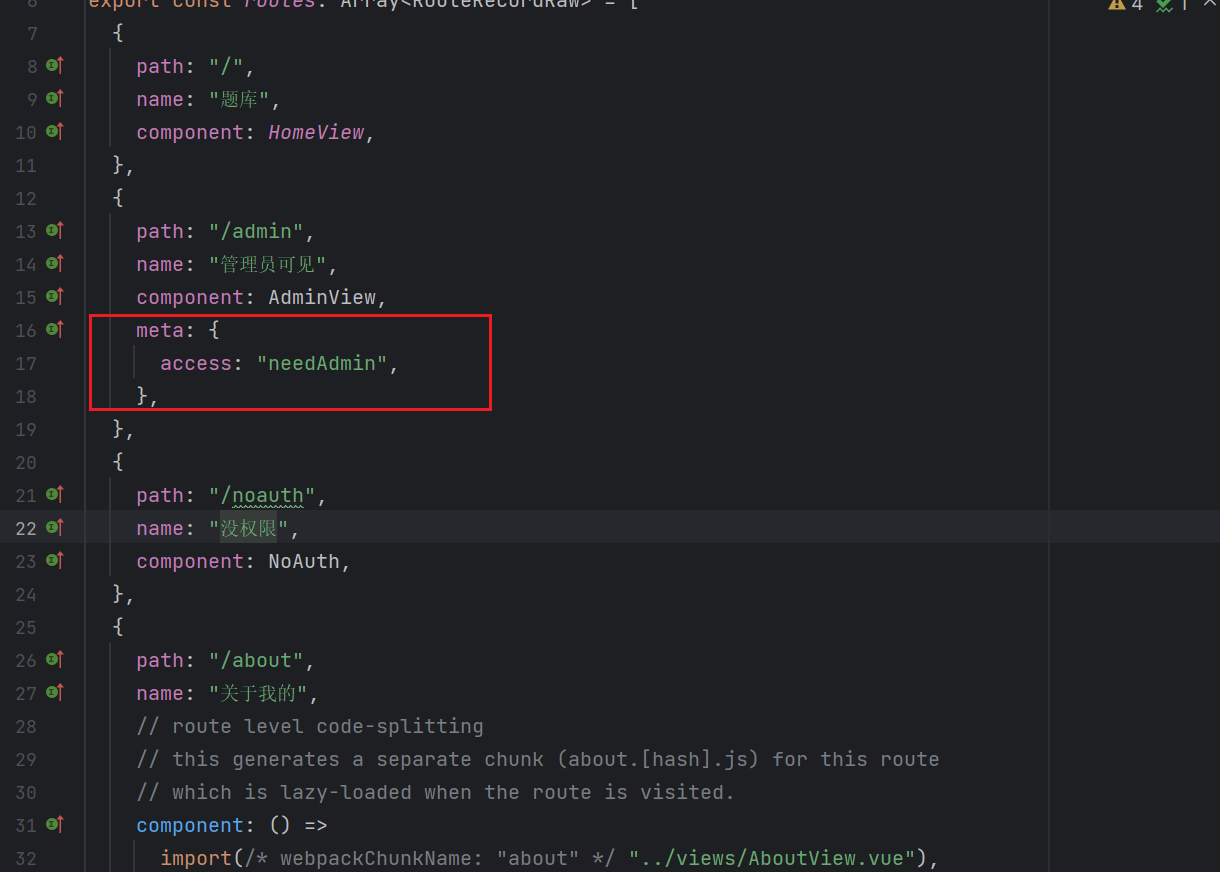 6 export const routes: Array<RouteRecordRaw> = [
4 1
7 {
8 path: "/",
9 name: "题库",
10 component: HomeView,
11 },
12 {
13 path: "/admin",
14 name: "管理员可见",
15 component: AdminView,
16 meta: {
17 access: "needAdmin",
18 },
19 },
20 {
21 path: "/noauth",
22 name: "没权限",
23 component: NoAuth,
24 },
25 {
26 path: "/about",
27 name: "关于我的",
28 // route level code-splitting
29 // this generates a separate chunk (about.[hash].js) for this route
30 // which is lazy-loaded when the route is visited.
31 component: () =>
32 import(/* webpackChunkName: "about" */ "../views/AboutView.vue"),